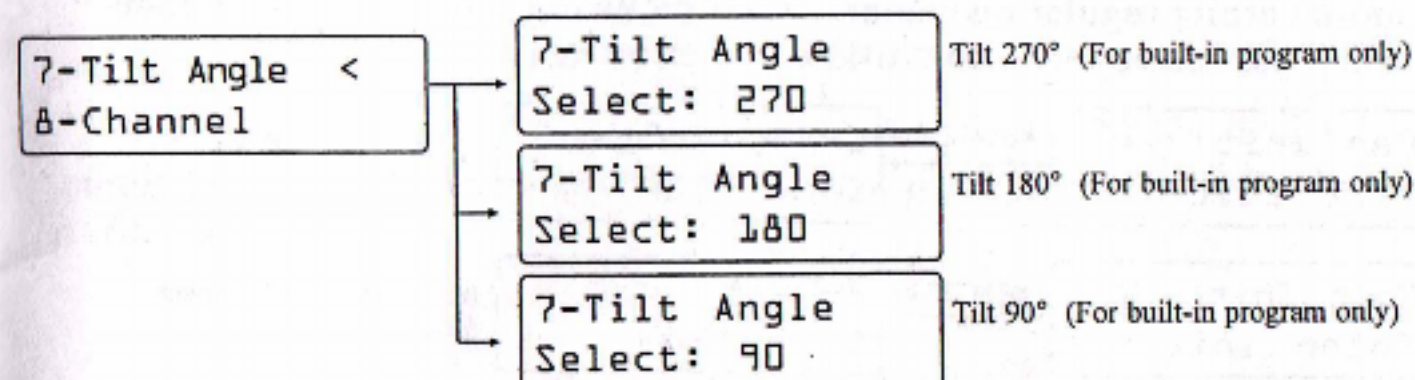 7-Tilt Angle <
8-Channel
7-Tilt Angle
Select: 270
Tilt 270° (For built-in program only)
7-Tilt Angle
Select: 180
Tilt 180° (For built-in program only)
7-Tilt Angle
Select: 90
Tilt 90° (For built-in program only)